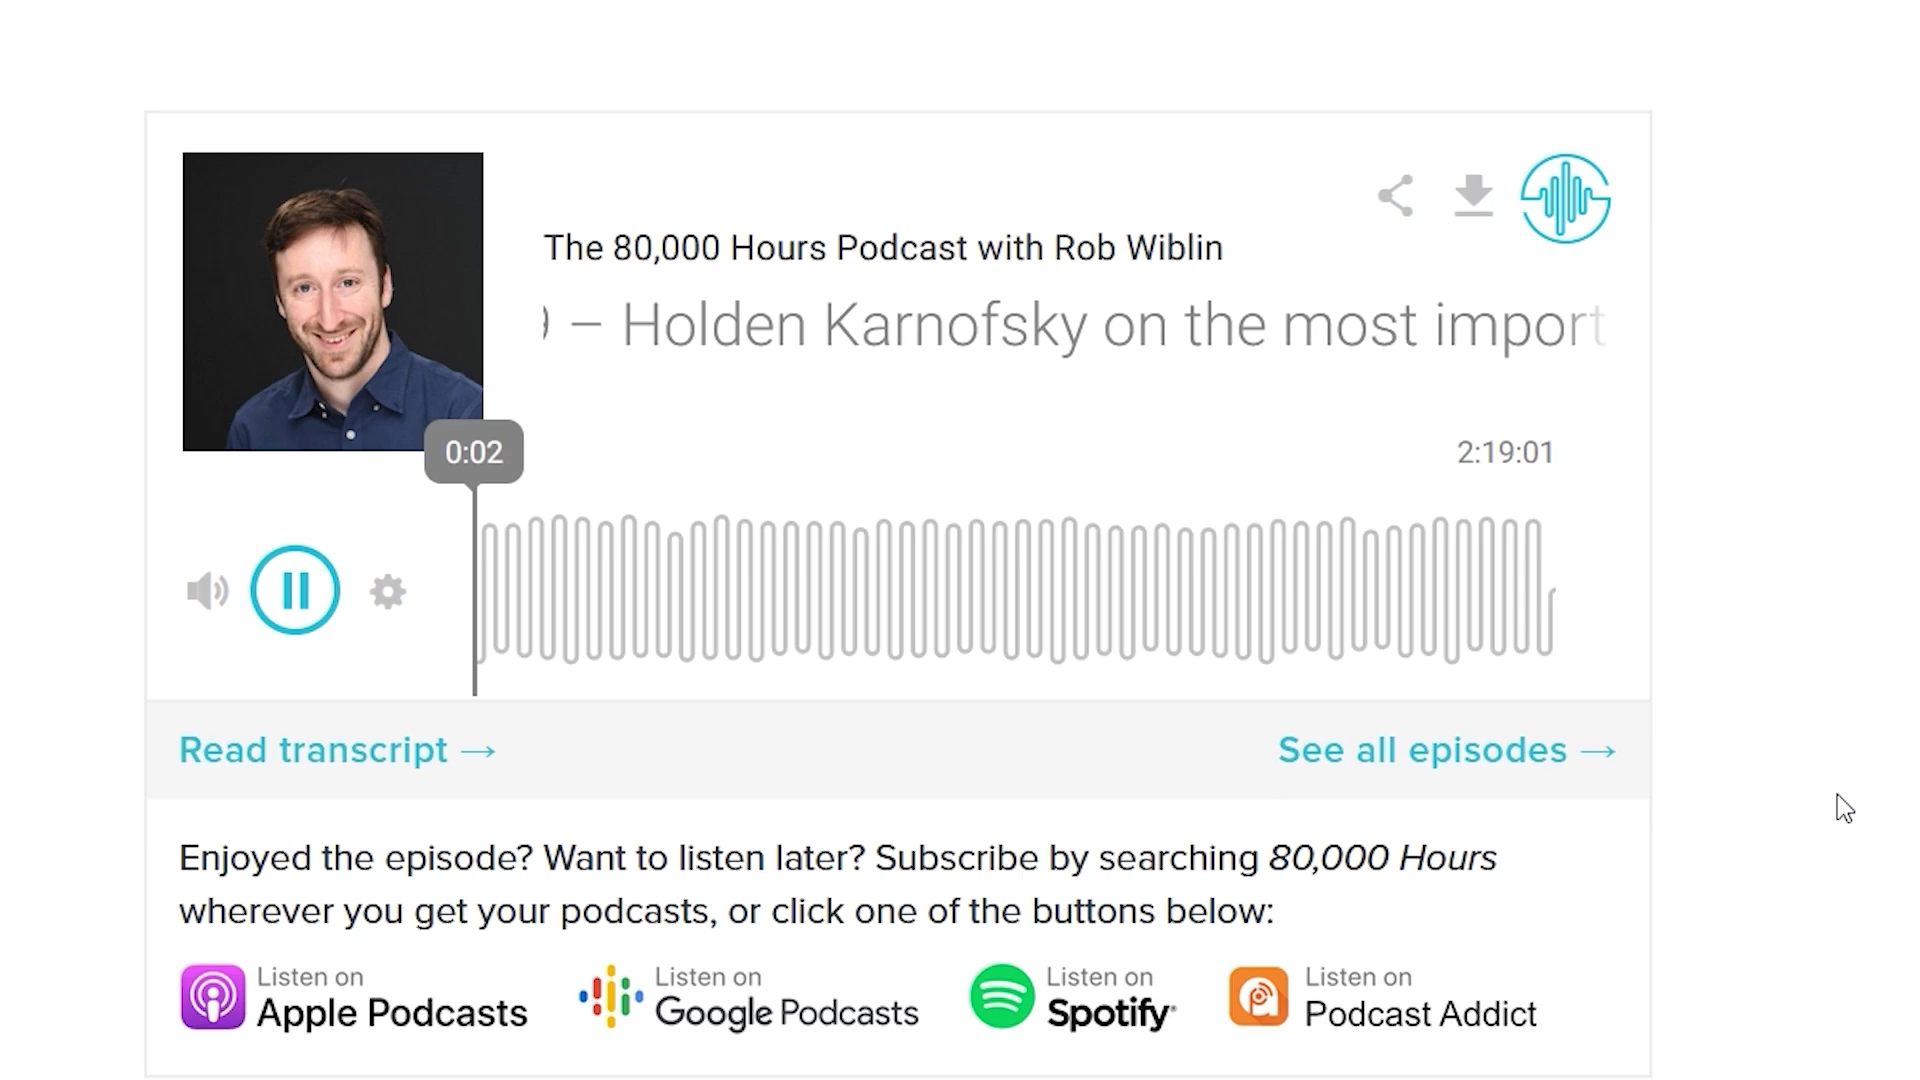 The 80,000 Hours Podcast with Rob Wiblin
– Holden Karnofsky on the most import
0:02
2:19:01
Read transcript →
See all episodes →
Enjoyed the episode? Want to listen later? Subscribe by searching 80,000 Hours
wherever you get your podcasts, or click one of the buttons below:
Listen on
Apple Podcasts
Listen on
Google Podcasts
Listen on
Spotify
Listen on
Podcast Addict